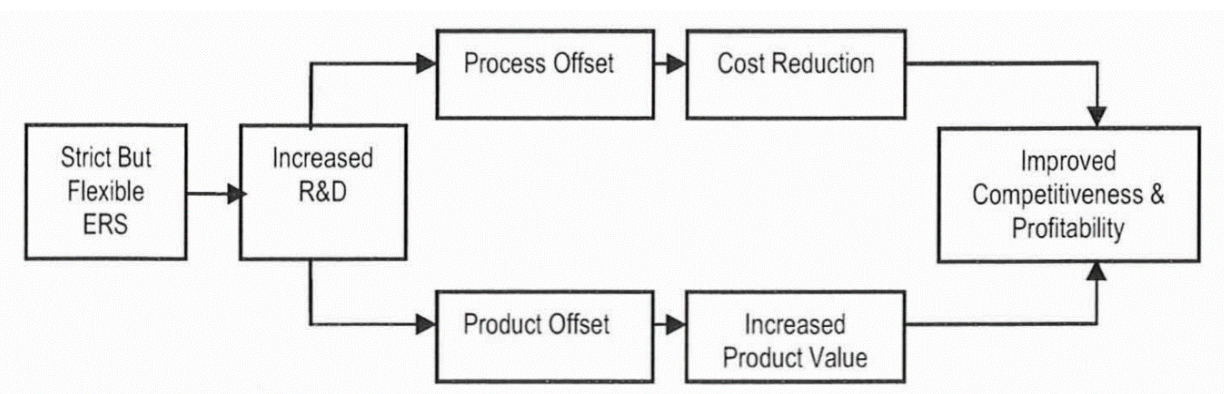 Process Offset
Cost Reduction
Strict But
Flexible
ERS
Increased
R&D
Improved
Competitiveness &
Profitability
Product Offset
Increased
Product Value